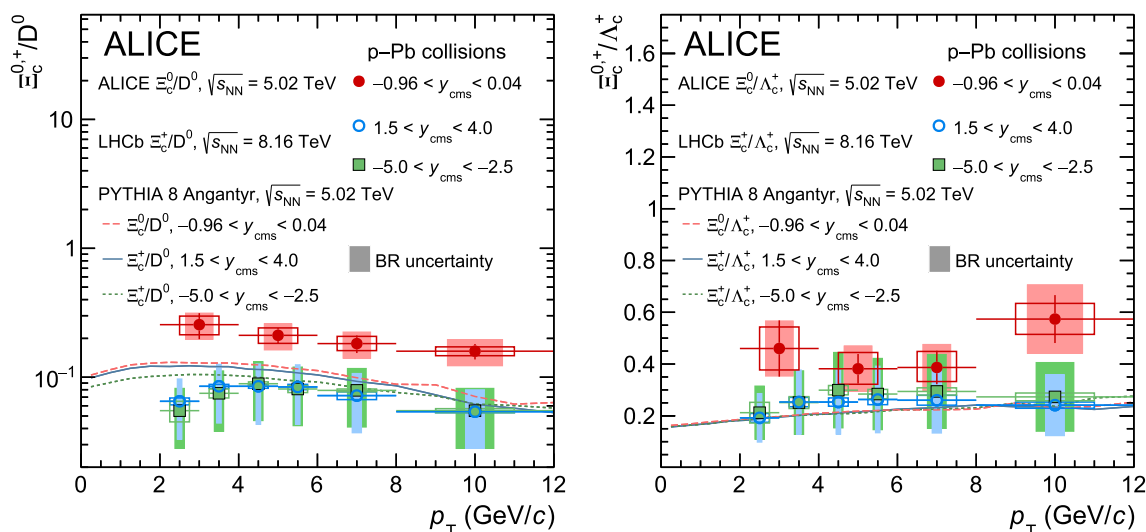 Ξc0,+/D0
ALICE
p–Pb collisions
ALICE Ξc0/D0, √sNN = 5.02 TeV
−0.96 < ycms < 0.04
LHCb Ξc+/D0, √sNN = 8.16 TeV
1.5 < ycms < 4.0
−5.0 < ycms < −2.5
PYTHIA 8 Angantyr, √sNN = 5.02 TeV
Ξc0/D0, −0.96 < ycms < 0.04
Ξc+/D0, 1.5 < ycms < 4.0
BR uncertainty
Ξc+/D0, −5.0 < ycms < −2.5
10
1
10−1
0 2 4 6 8 10 12
pT (GeV/c)
Ξc0,+/Λc+
ALICE
p–Pb collisions
ALICE Ξc0/Λc+, √sNN = 5.02 TeV
−0.96 < ycms < 0.04
LHCb Ξc+/Λc+, √sNN = 8.16 TeV
1.5 < ycms < 4.0
−5.0 < ycms < −2.5
PYTHIA 8 Angantyr, √sNN = 5.02 TeV
Ξc0/Λc+, −0.96 < ycms < 0.04
Ξc+/Λc+, 1.5 < ycms < 4.0
BR uncertainty
Ξc+/Λc+, −5.0 < ycms < −2.5
1.6
1.4
1.2
1
0.8
0.6
0.4
0.2
0 2 4 6 8 10 12
pT (GeV/c)